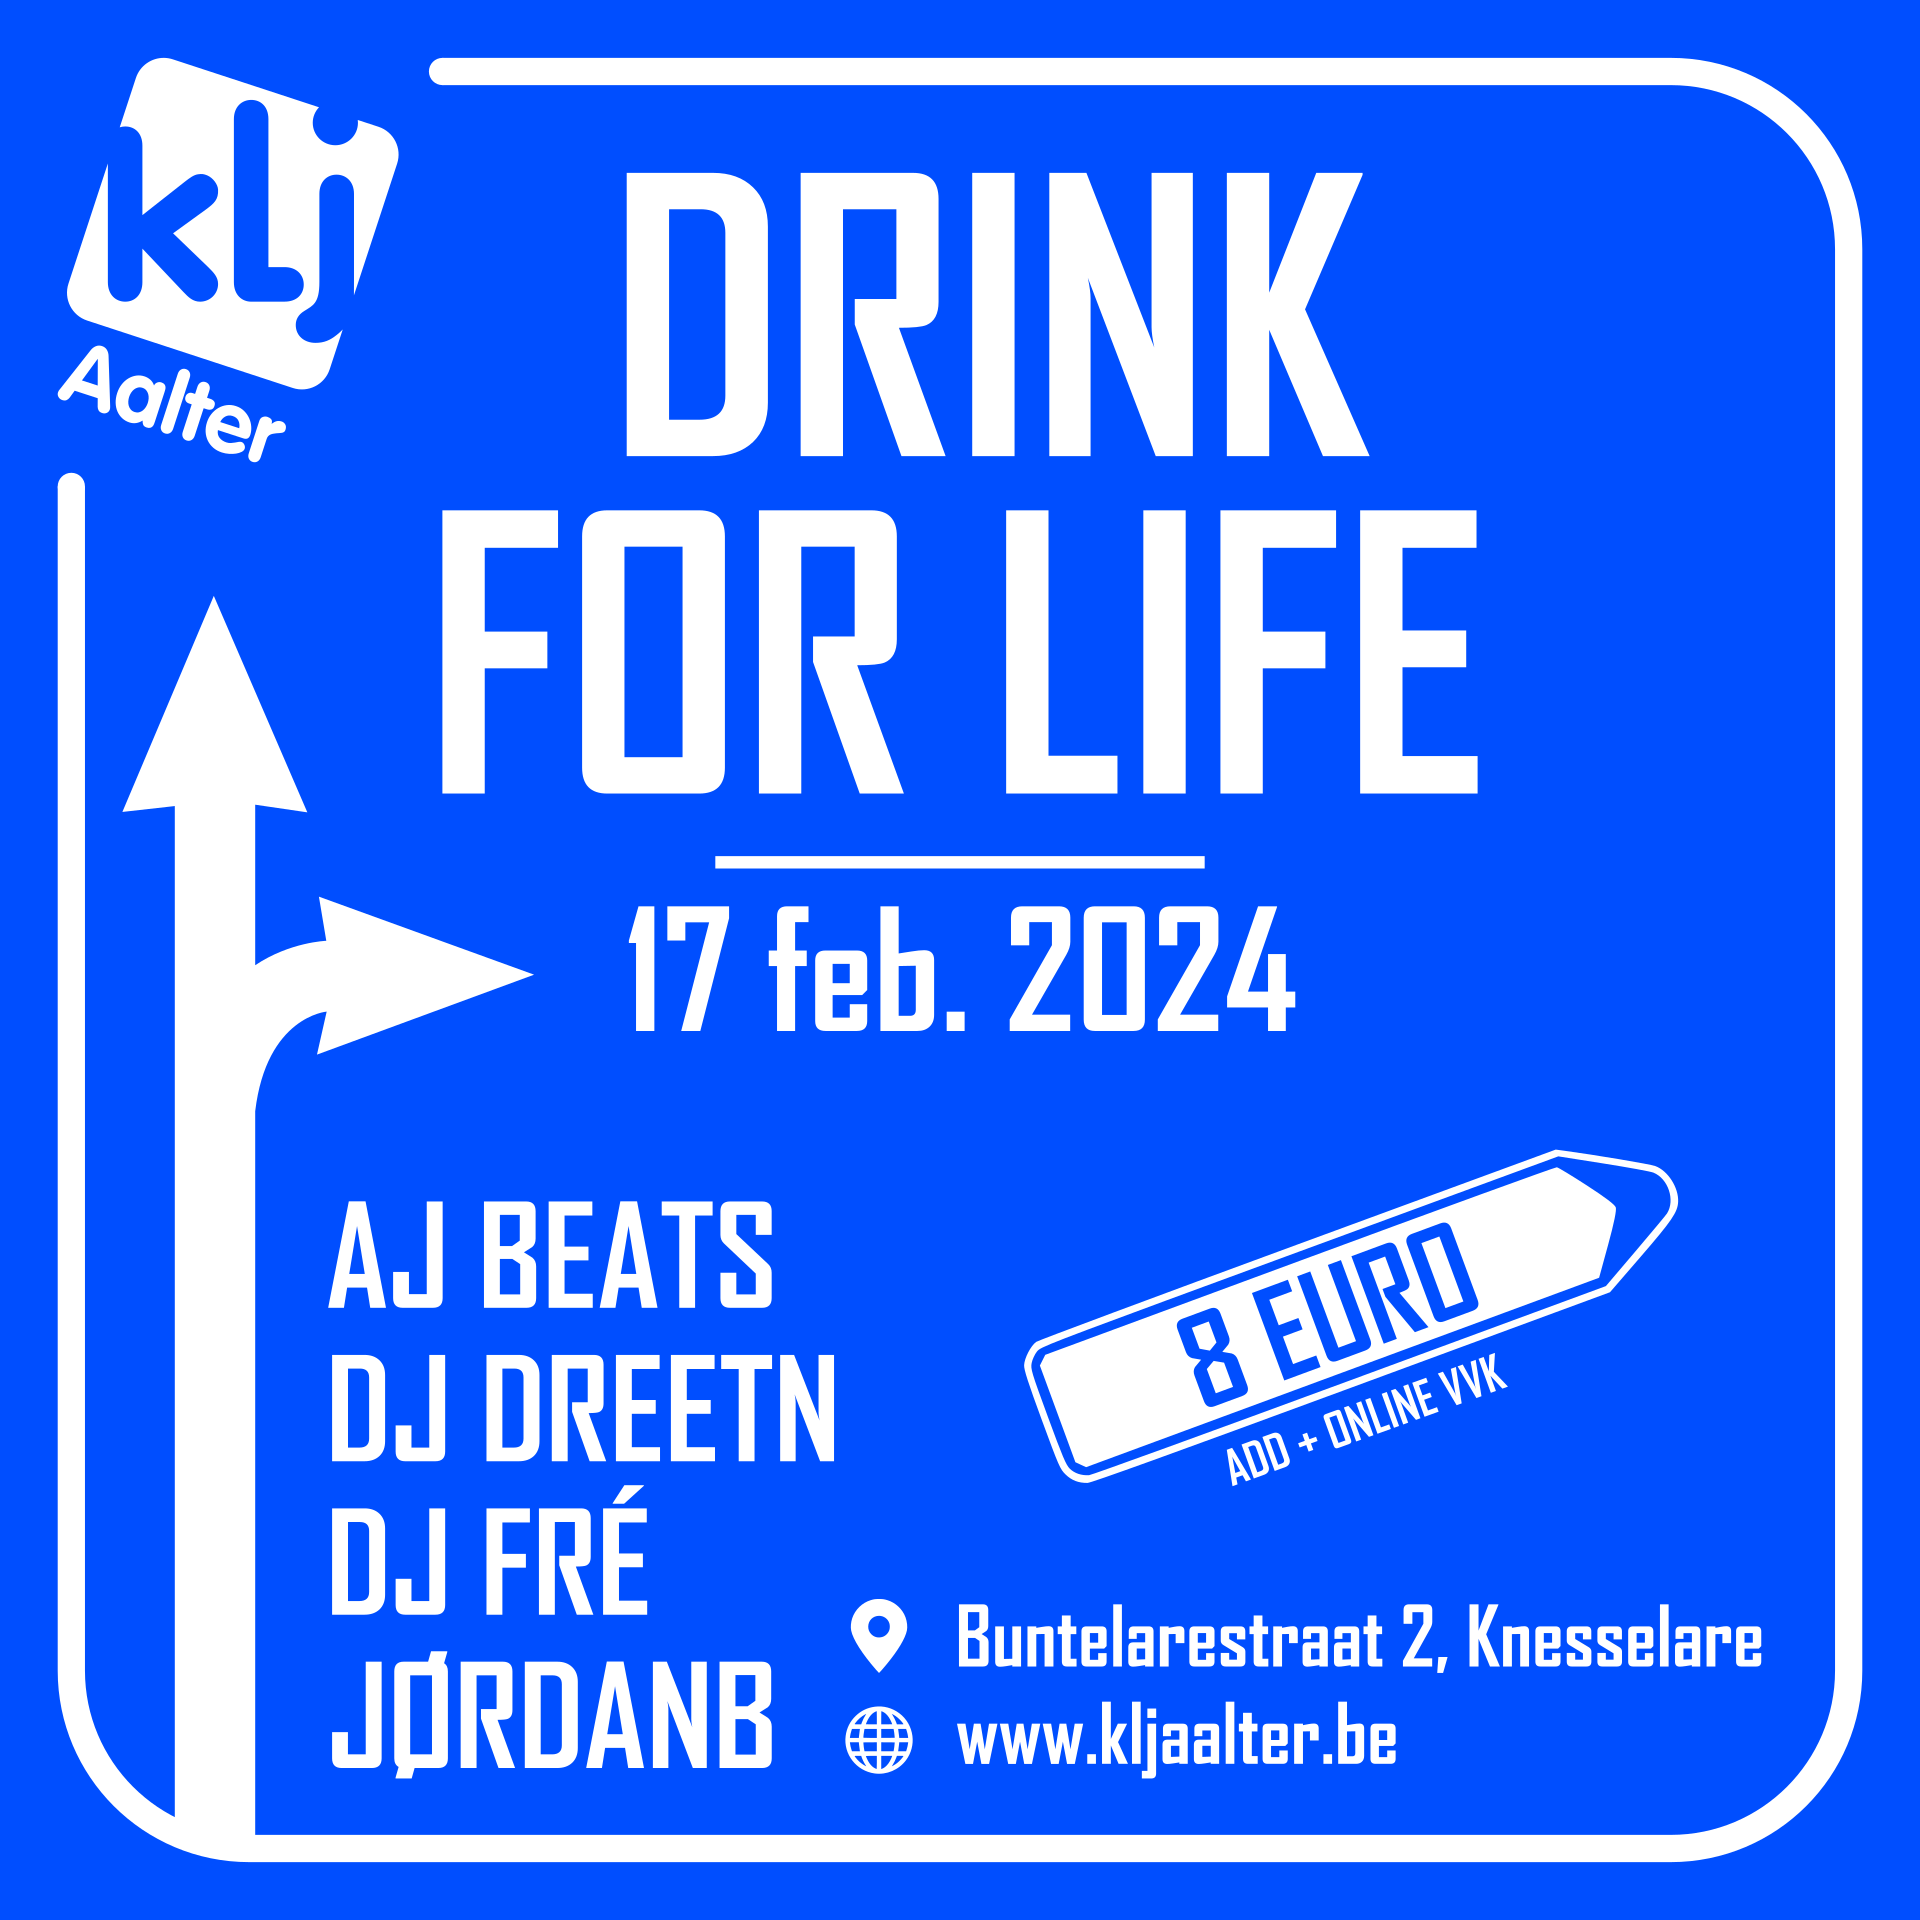 klj
Aalter
DRINK
FOR LIFE
17 feb. 2024
AJ BEATS
DJ DREETN
DJ FRÉ
JØRDANB
8 EURO
ADD + ONLINE VVK
Buntelarestraat 2, Knesselare
www.kljaalter.be